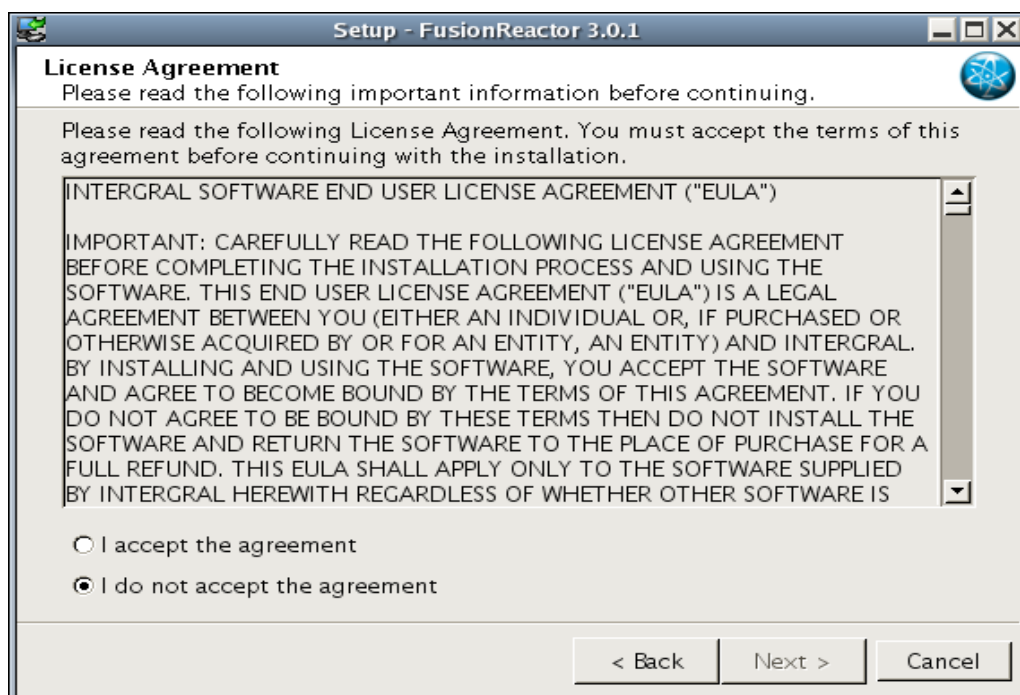 Setup - FusionReactor 3.0.1
License Agreement
Please read the following important information before continuing.
Please read the following License Agreement. You must accept the terms of this
agreement before continuing with the installation.
INTERGRAL SOFTWARE END USER LICENSE AGREEMENT ("EULA")
IMPORTANT: CAREFULLY READ THE FOLLOWING LICENSE AGREEMENT
BEFORE COMPLETING THE INSTALLATION PROCESS AND USING THE
SOFTWARE. THIS END USER LICENSE AGREEMENT ("EULA") IS A LEGAL
AGREEMENT BETWEEN YOU (EITHER AN INDIVIDUAL OR, IF PURCHASED OR
OTHERWISE ACQUIRED BY OR FOR AN ENTITY, AN ENTITY) AND INTERGRAL.
BY INSTALLING AND USING THE SOFTWARE, YOU ACCEPT THE SOFTWARE
AND AGREE TO BECOME BOUND BY THE TERMS OF THIS AGREEMENT. IF YOU
DO NOT AGREE TO BE BOUND BY THESE TERMS THEN DO NOT INSTALL THE
SOFTWARE AND RETURN THE SOFTWARE TO THE PLACE OF PURCHASE FOR A
FULL REFUND. THIS EULA SHALL APPLY ONLY TO THE SOFTWARE SUPPLIED
BY INTERGRAL HEREWITH REGARDLESS OF WHETHER OTHER SOFTWARE IS
I accept the agreement
I do not accept the agreement
< Back Next > Cancel